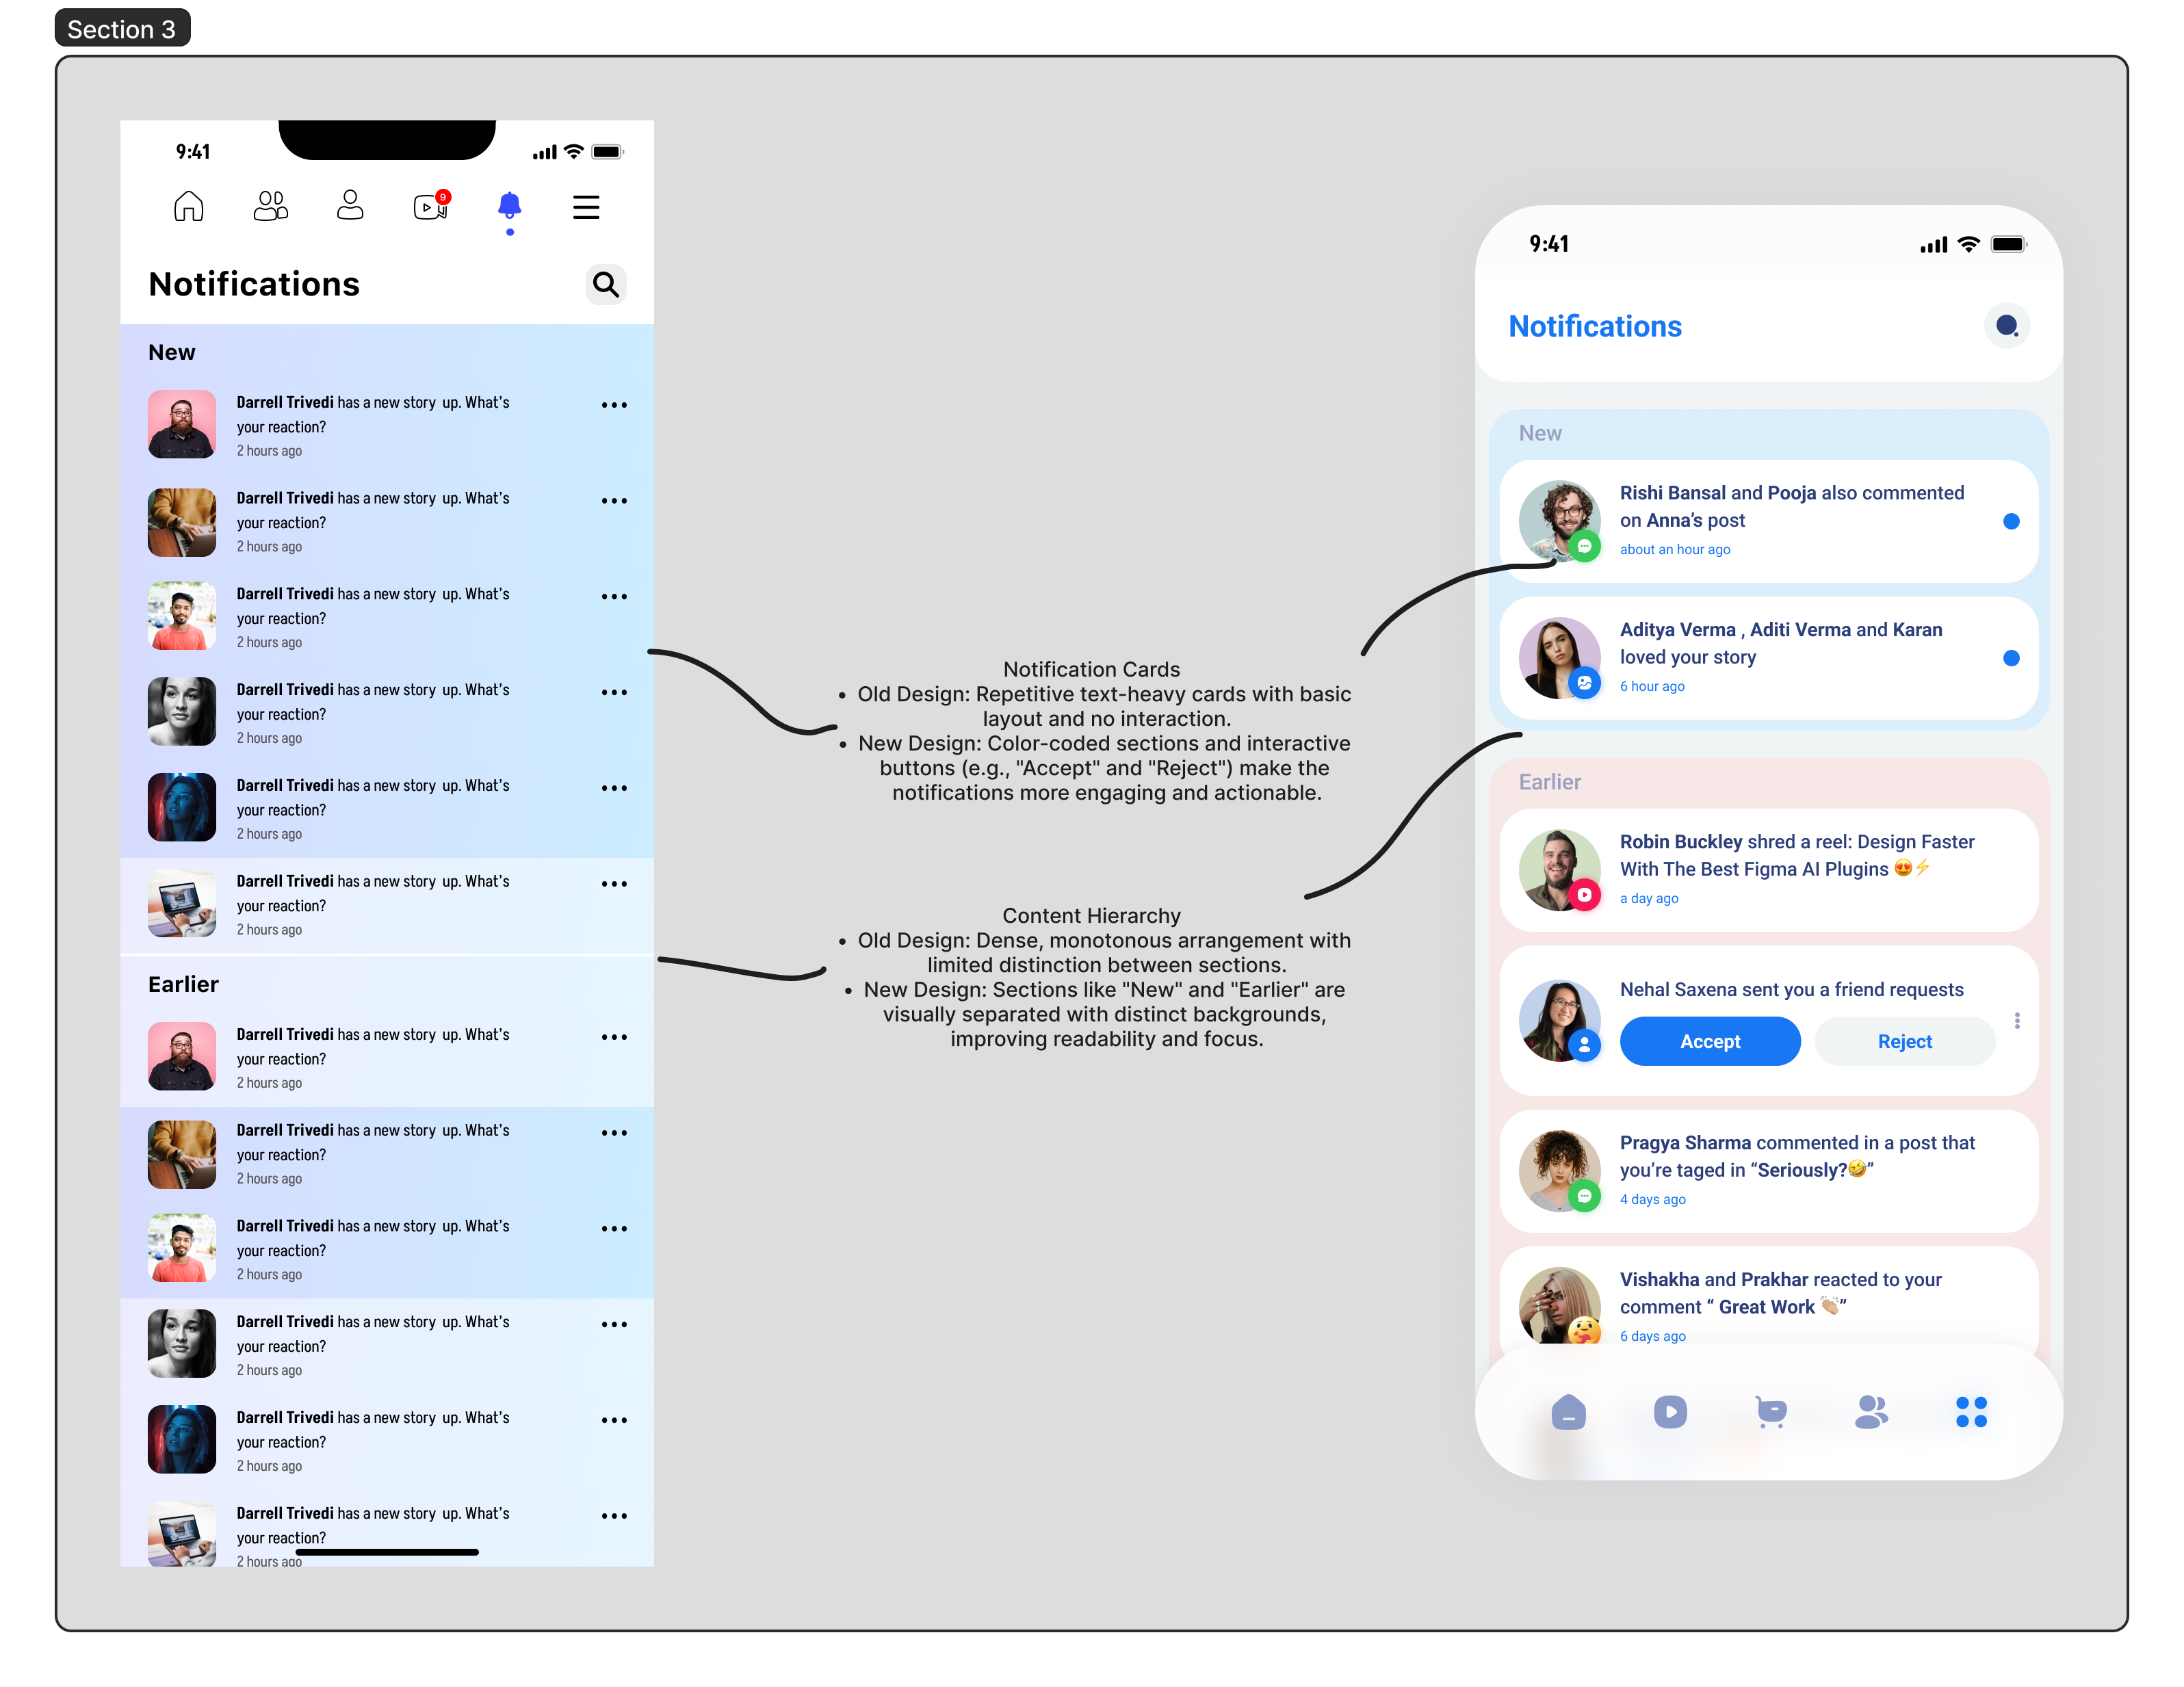 Section 3
9:41
9
Notifications
New
Darrell Trivedi has a new story up. What's
your reaction?
2 hours ago
Darrell Trivedi has a new story up. What's
your reaction?
2 hours ago
Darrell Trivedi has a new story up. What's
your reaction?
2 hours ago
Darrell Trivedi has a new story up. What's
your reaction?
2 hours ago
Darrell Trivedi has a new story up. What's
your reaction?
2 hours ago
Darrell Trivedi has a new story up. What's
your reaction?
2 hours ago
Earlier
Darrell Trivedi has a new story up. What's
your reaction?
2 hours ago
Darrell Trivedi has a new story up. What's
your reaction?
2 hours ago
Darrell Trivedi has a new story up. What's
your reaction?
2 hours ago
Darrell Trivedi has a new story up. What's
your reaction?
2 hours ago
Darrell Trivedi has a new story up. What's
your reaction?
2 hours ago
Darrell Trivedi has a new story up. What's
your reaction?
2 hours ago
Notification Cards
• Old Design: Repetitive text-heavy cards with basic
layout and no interaction.
• New Design: Color-coded sections and interactive
buttons (e.g., "Accept" and "Reject") make the
notifications more engaging and actionable.
Content Hierarchy
• Old Design: Dense, monotonous arrangement with
limited distinction between sections.
• New Design: Sections like "New" and "Earlier" are
visually separated with distinct backgrounds,
improving readability and focus.
9:41
Notifications
New
Rishi Bansal and Pooja also commented
on Anna’s post
about an hour ago
Aditya Verma , Aditi Verma and Karan
loved your story
6 hour ago
Earlier
Robin Buckley shred a reel: Design Faster
With The Best Figma AI Plugins 😍⚡
a day ago
Nehal Saxena sent you a friend requests
Accept
Reject
Pragya Sharma commented in a post that
you’re taged in “Seriously?🤣”
4 days ago
Vishakha and Prakhar reacted to your
comment “ Great Work 👏🏼”
6 days ago